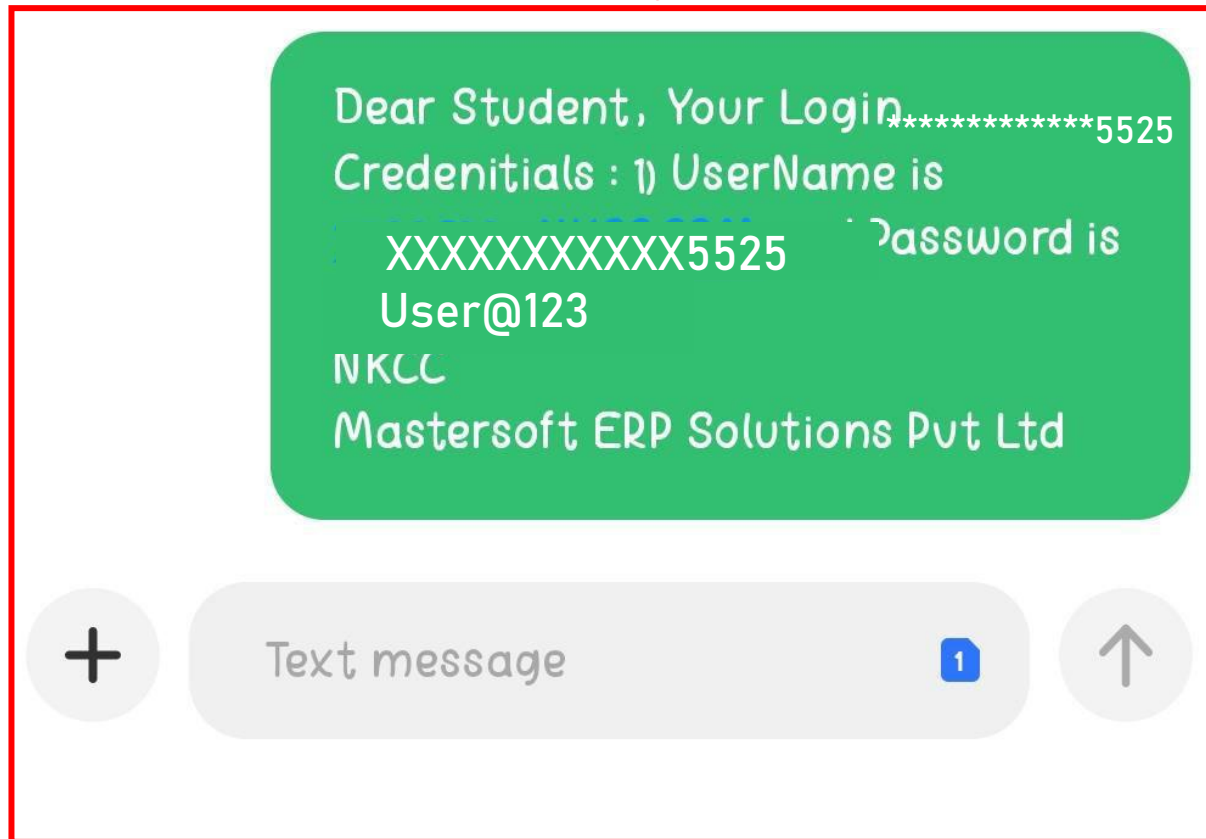 Dear Student, Your Login *************5525
Credenitials : 1) UserName is
XXXXXXXXXXX5525 Password is
User@123
NKCC
Mastersoft ERP Solutions Pvt Ltd
Text message
1